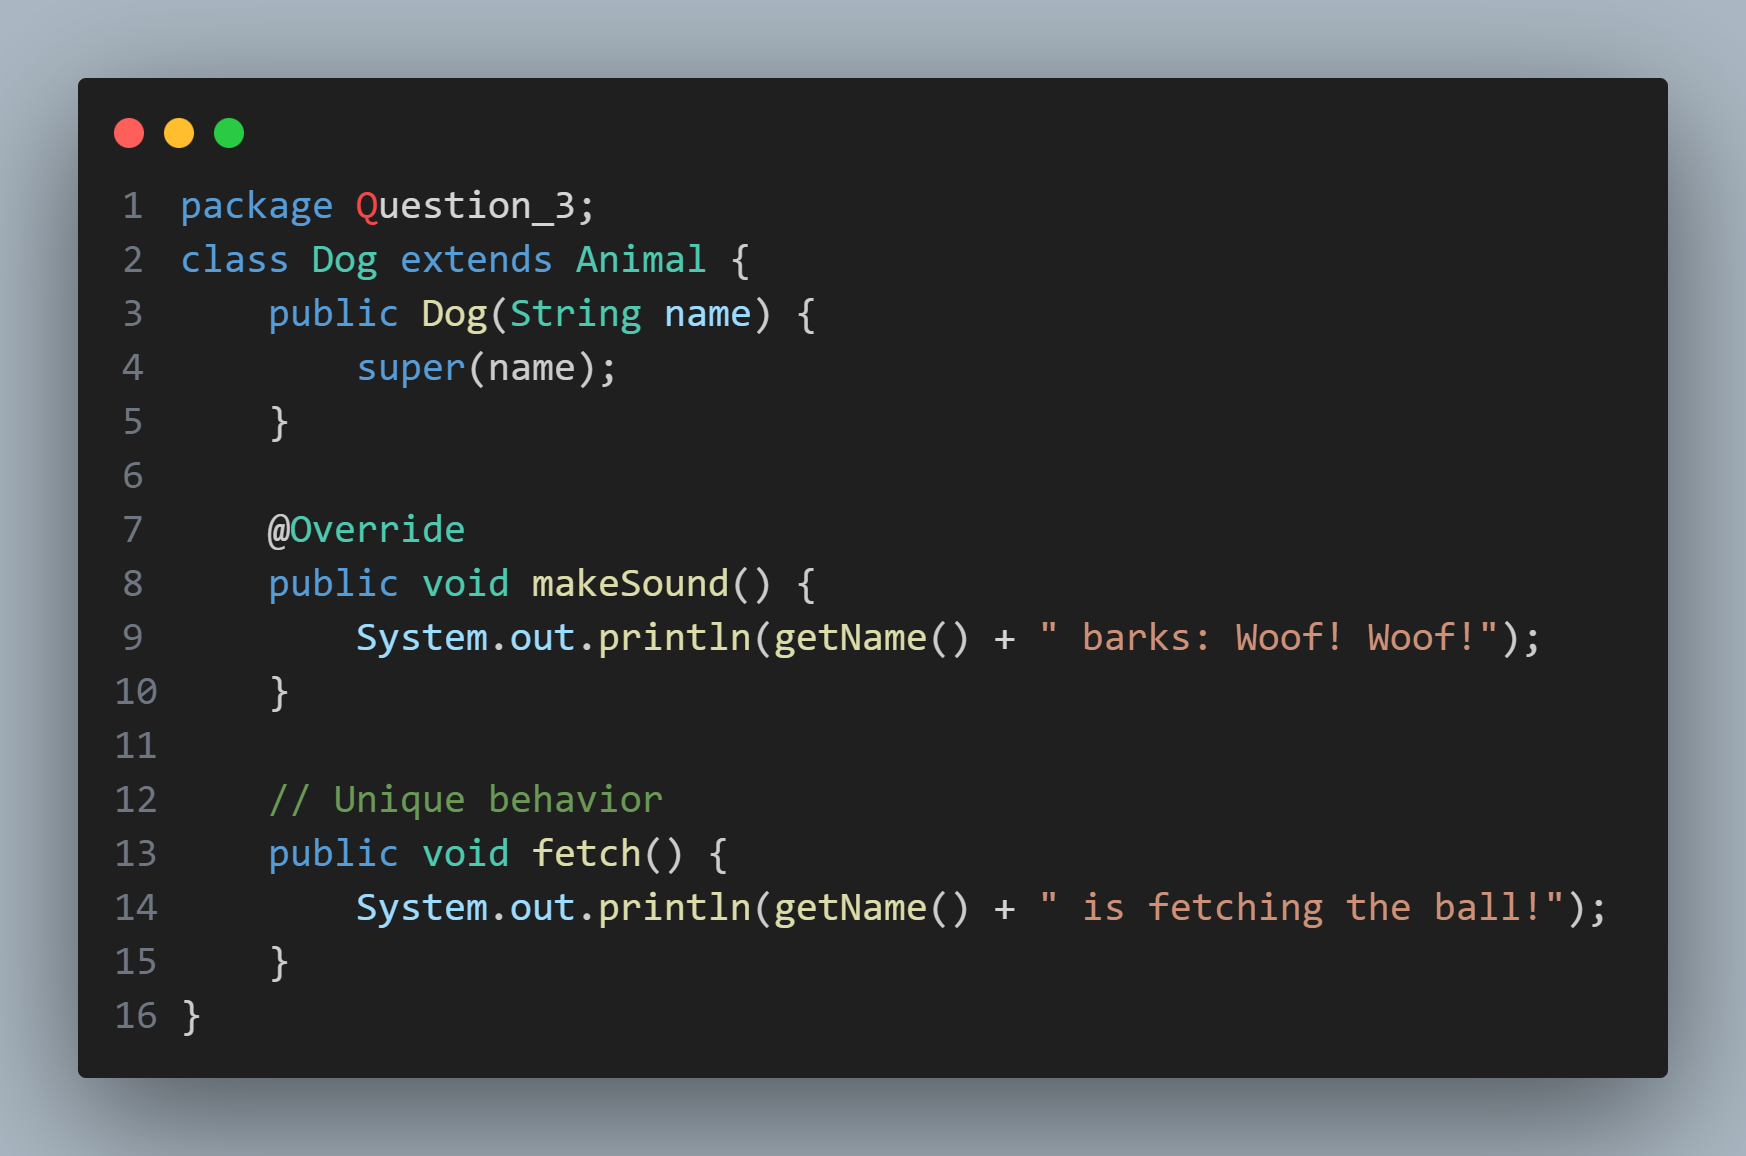 1 package Question_3;
2 class Dog extends Animal {
3     public Dog(String name) {
4         super(name);
5     }
6
7     @Override
8     public void makeSound() {
9         System.out.println(getName() + " barks: Woof! Woof!");
10     }
11
12     // Unique behavior
13     public void fetch() {
14         System.out.println(getName() + " is fetching the ball!");
15     }
16 }